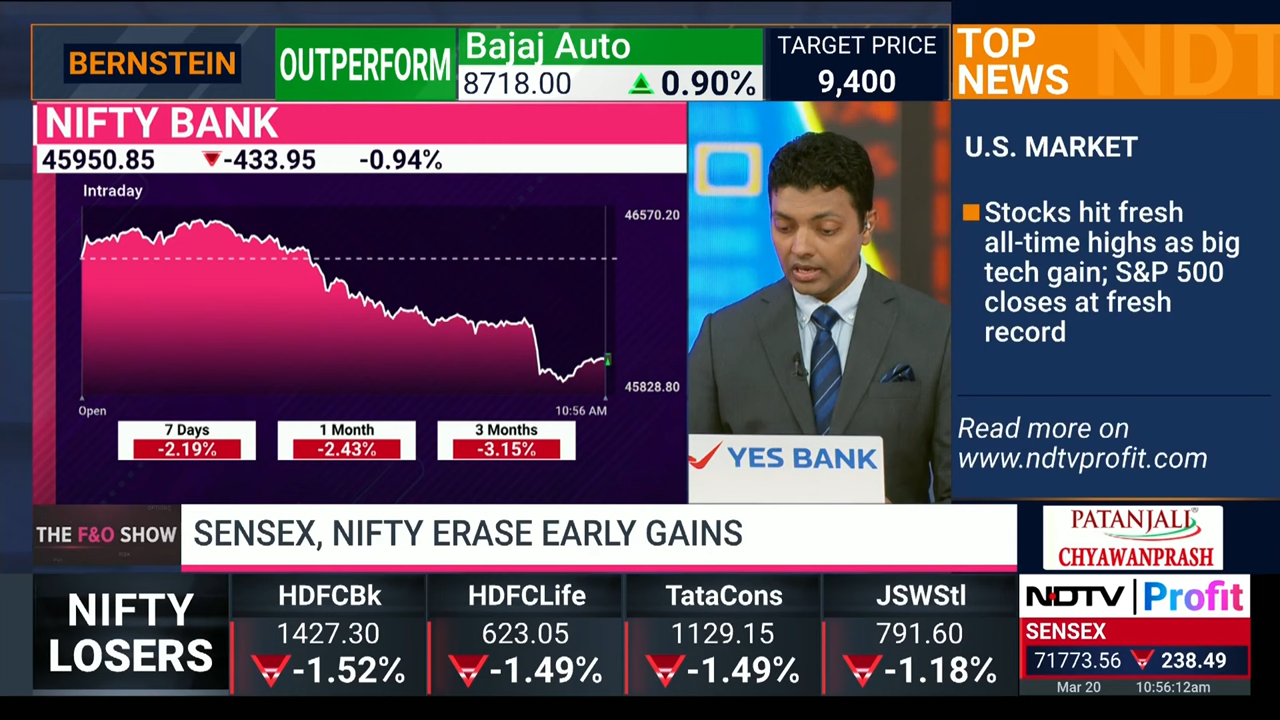 BERNSTEIN
OUTPERFORM
Bajaj Auto
8718.00 ▲ 0.90%
TARGET PRICE
9,400
TOP
NEWS
NDT
NIFTY BANK
45950.85 ▼-433.95 -0.94%
Intraday
46570.20
45828.80
Open
10:56 AM
7 Days
-2.19%
1 Month
-2.43%
3 Months
-3.15%
YES BANK
U.S. MARKET
Stocks hit fresh
all-time highs as big
tech gain; S&P 500
closes at fresh
record
Read more on
www.ndtvprofit.com
THE F&O SHOW
SENSEX, NIFTY ERASE EARLY GAINS
PATANJALI
CHYAWANPRASH
NIFTY
LOSERS
HDFCBk
1427.30
▼-1.52%
HDFCLife
623.05
▼-1.49%
TataCons
1129.15
▼-1.49%
JSWStl
791.60
▼-1.18%
NDTV Profit
SENSEX
71773.56 ▼ 238.49
Mar 20 10:56:12am